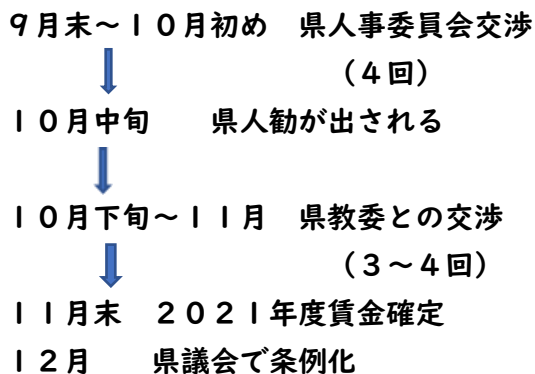 ９月末～１０月初め　県人事委員会交渉
（４回）
１０月中旬　　県人勧が出される
１０月下旬～１１月　県教委との交渉
（３～４回）
１１月末　２０２１年度賃金確定
１２月　　県議会で条例化